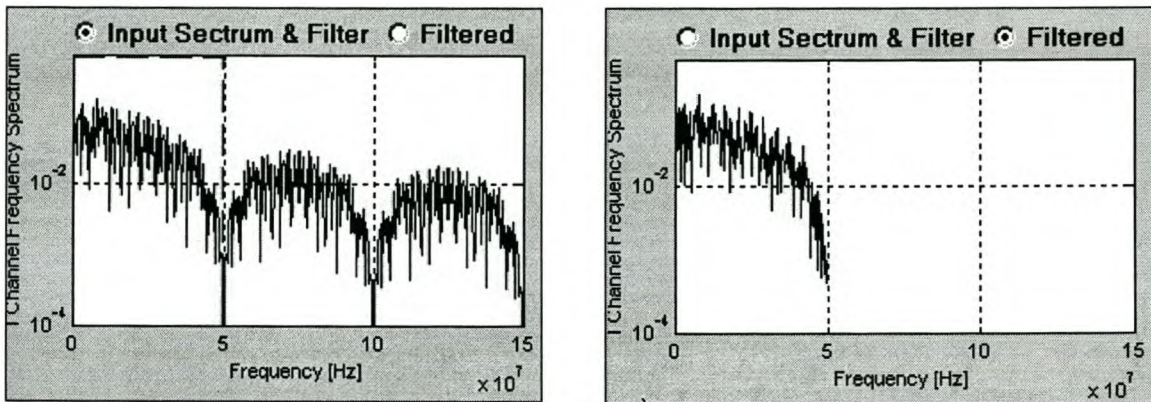 Input Sectrum & Filter Filtered
I Channel Frequency Spectrum
10-2
10-4
0 5 10 15
Frequency [Hz]
x 10^7
Input Sectrum & Filter Filtered
I Channel Frequency Spectrum
10-2
10-4
0 5 10 15
Frequency [Hz]
x 10^7